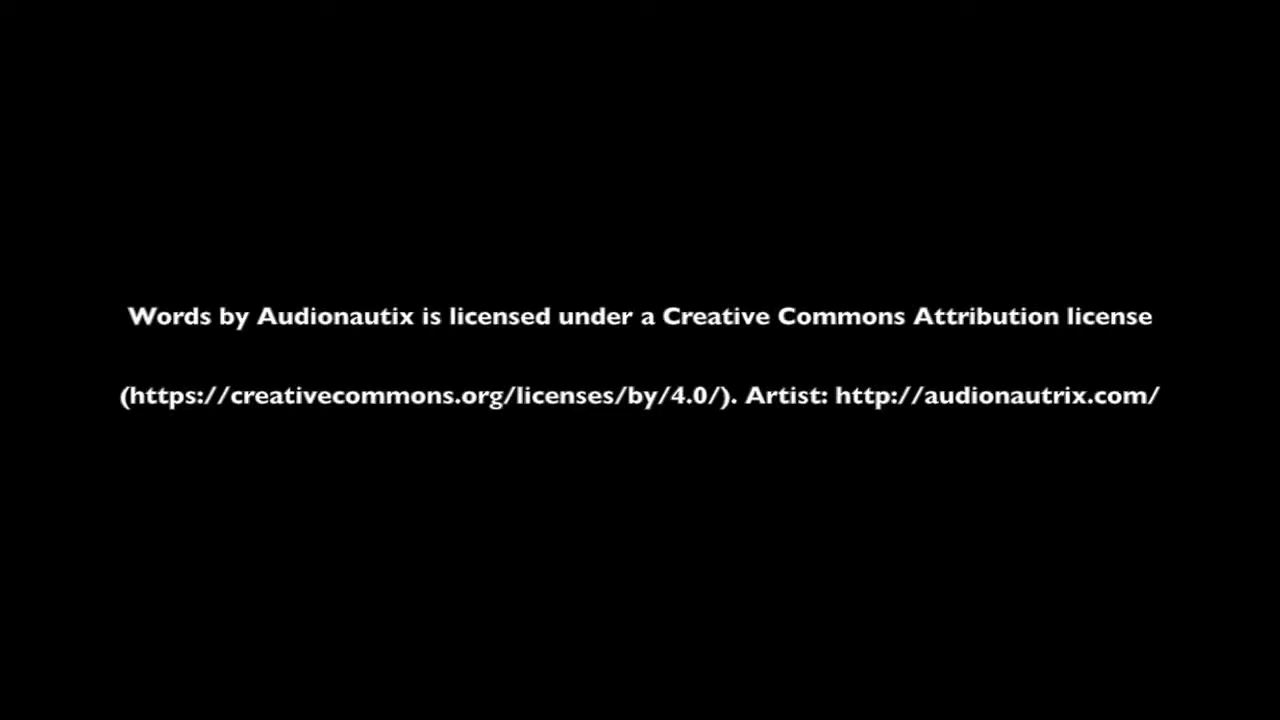 Words by Audionautix is licensed under a Creative Commons Attribution license
(https://creativecommons.org/licenses/by/4.0/). Artist: http://audionautrix.com/